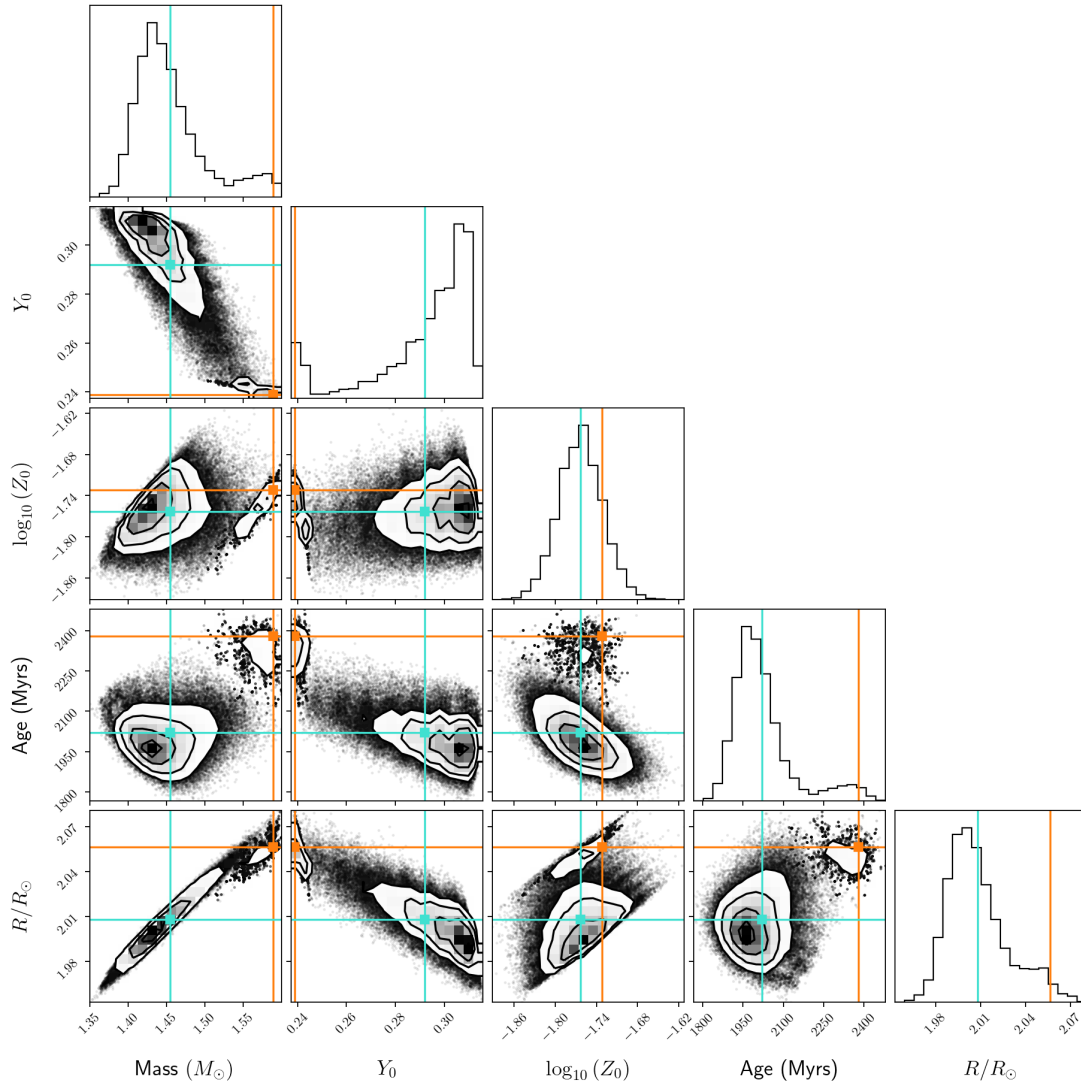 Y₀
0.30
0.28
0.26
0.24
log₁₀ (Z₀)
−1.62
−1.68
−1.74
−1.80
−1.86
Age (Myrs)
2400
2250
2100
1950
1800
R/R⊙
2.07
2.04
2.01
1.98
1.35 1.40 1.45 1.50 1.55
0.24 0.26 0.28 0.30
−1.86 −1.80 −1.74 −1.68 −1.62
1800 1950 2100 2250 2400
1.98 2.01 2.04 2.07
Mass (M⊙) Y₀ log₁₀ (Z₀) Age (Myrs) R/R⊙